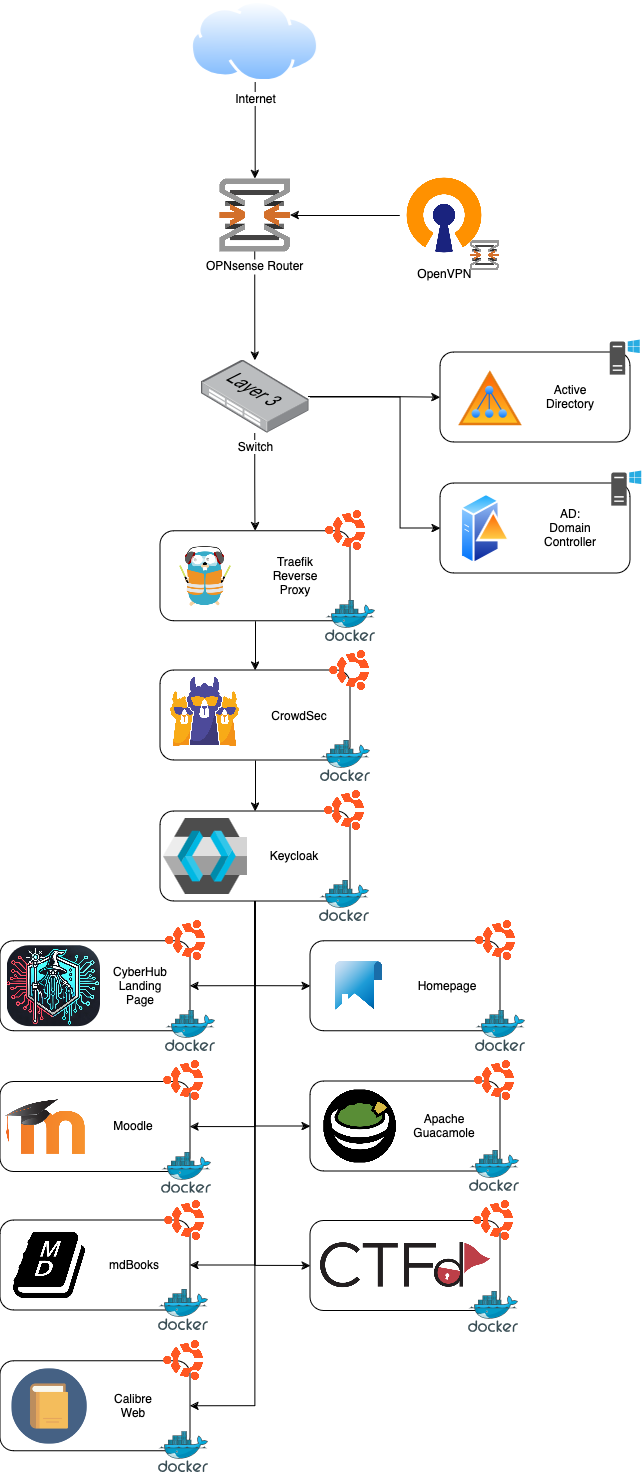 Internet
OPNsense Router
OpenVPN
Layer 3
Switch
Active
Directory
AD:
Domain
Controller
Traefik
Reverse
Proxy
docker
CrowdSec
docker
Keycloak
docker
CyberHub
Landing
Page
docker
Homepage
docker
Moodle
docker
Apache
Guacamole
docker
M
D
mdBooks
docker
CTFd
docker
Calibre
Web
docker